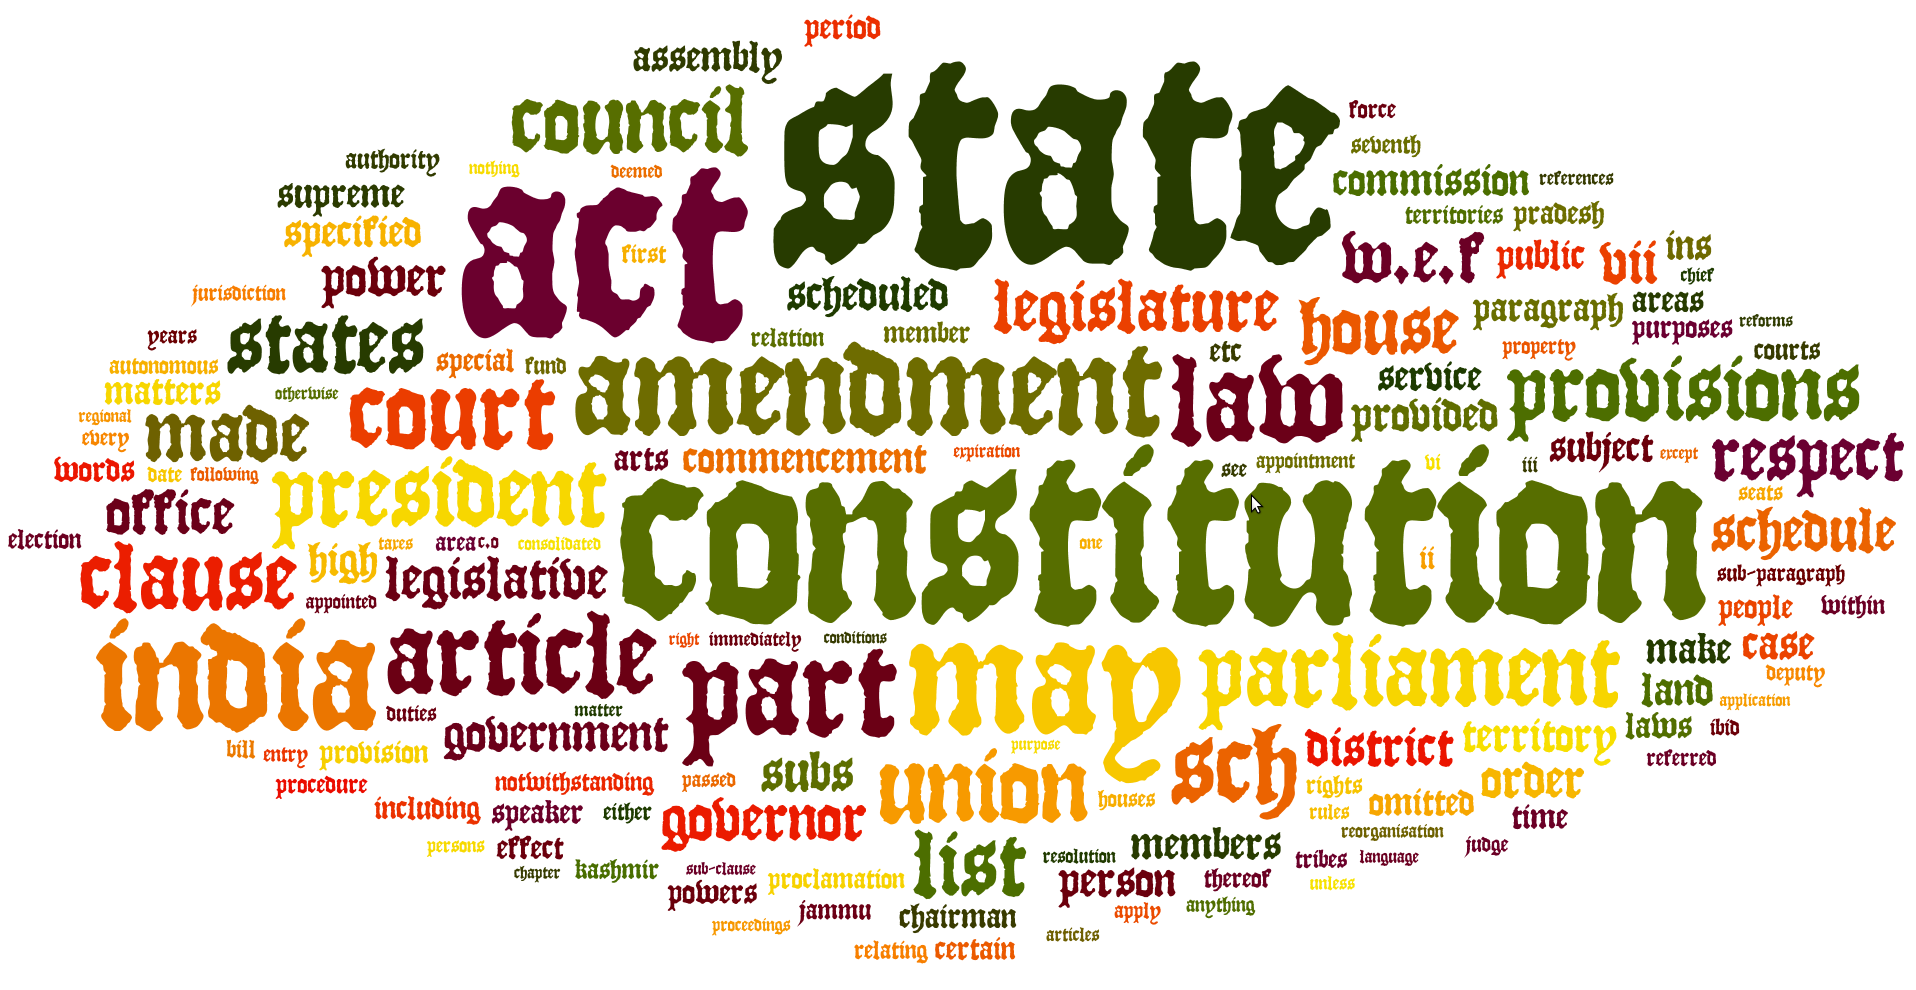 period
assembly
state
council
force
seventh
authority
nothing
deemed
act
commission
references
supreme
territories
pradesh
specified
first
w.e.f
public
vii
ins
power
chief
jurisdiction
scheduled
legislature
house
paragraph
areas
years
states
relation
member
purposes
reforms
autonomous
special
fund
amendment
etc
law
property
courts
matters
otherwise
service
provisions
regional
made
court
provided
every
arts
commencement
expiration
subject
except
respect
words
date
following
president
see
appointment
vi
iii
office
constitution
seats
election
taxes
area
c.o
consolidated
one
ii
schedule
clause
high
legislative
sub-paragraph
appointed
people
within
india
article
right
immediately
conditions
part
may
parliament
make
case
deputy
duties
matter
land
application
bill
entry
provision
government
purpose
sch
district
territory
laws
ibid
referred
procedure
notwithstanding
passed
subs
union
houses
rights
order
including
speaker
either
governor
rules
omitted
time
persons
effect
list
resolution
members
reorganisation
judge
chapter
kashmir
sub-clause
tribes
language
powers
proclamation
person
thereof
unless
proceedings
jammu
chairman
apply
anything
relating
certain
articles